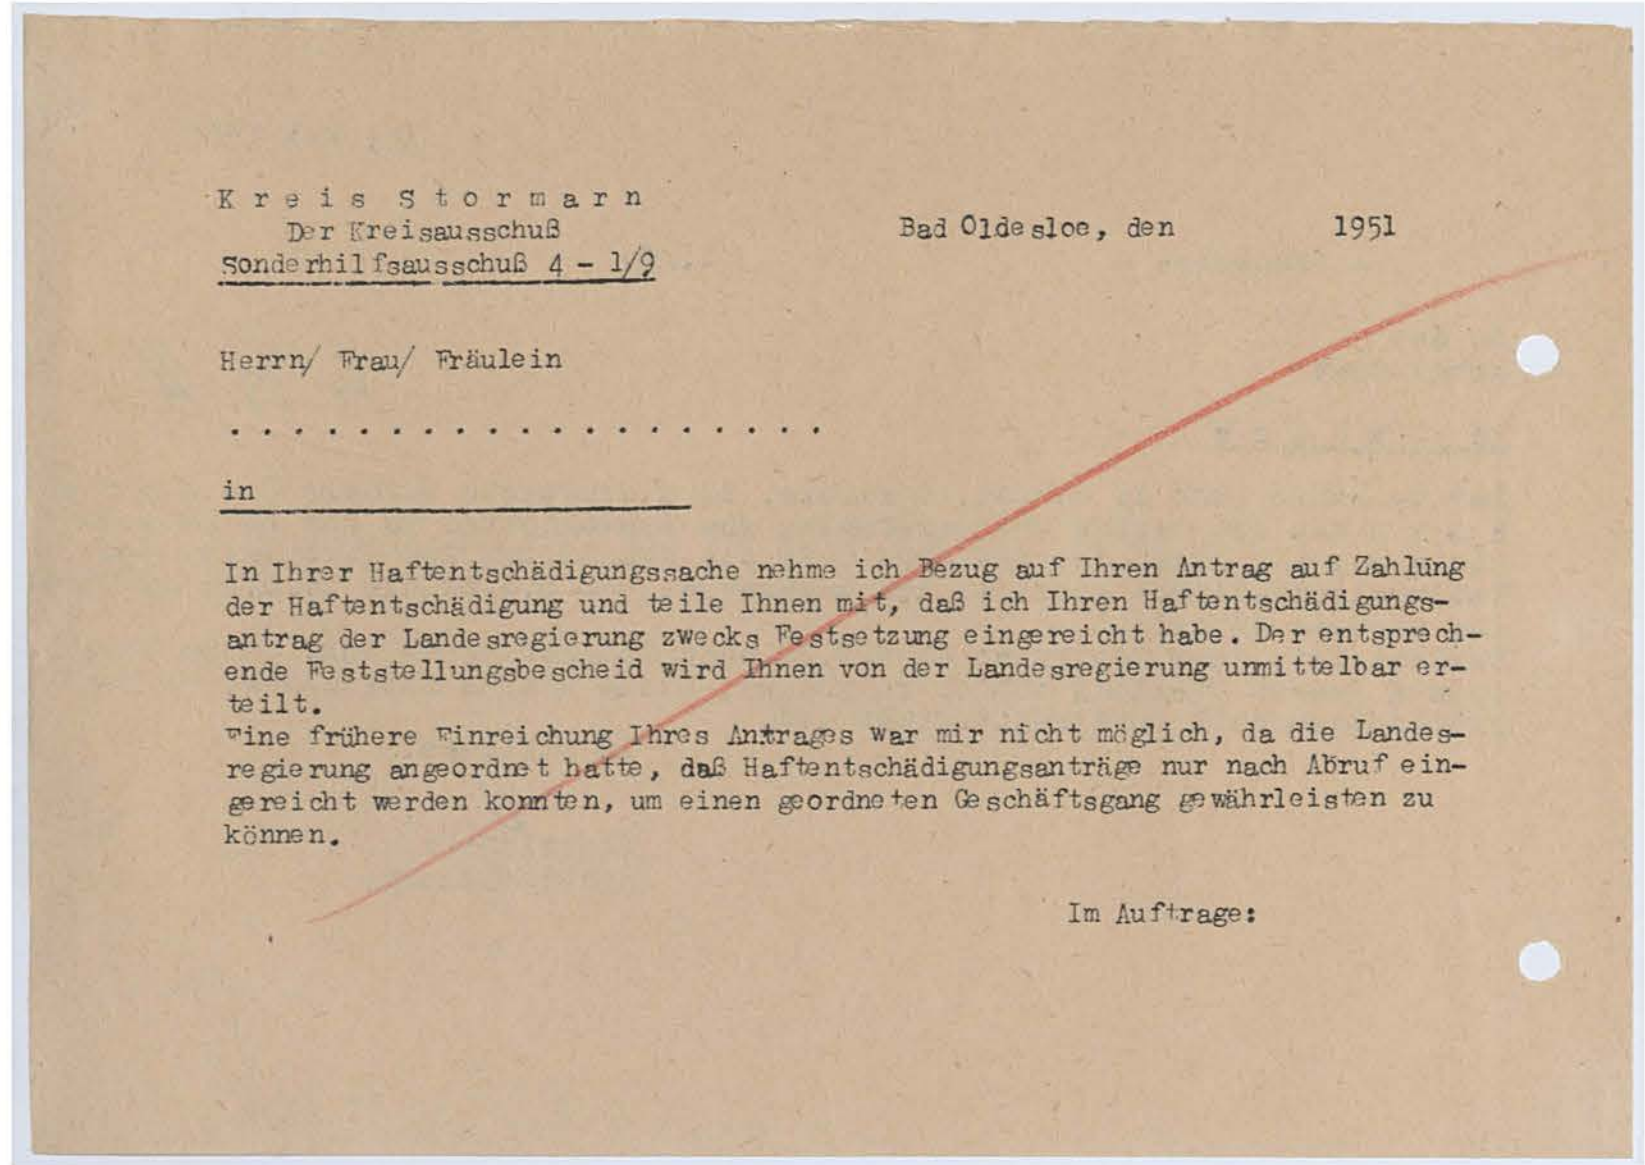 Kreis Stormarn
Der Kreisausschuß
Sonderhilfsausschuß 4 - 1/9
Bad Oldesloe, den 1951
Herrn/ Frau/ Fräulein
. . . . . . . . . . . . . . . . . . .
in
In Ihrer Haftentschädigungssache nehme ich Bezug auf Ihren Antrag auf Zahlung
der Haftentschädigung und teile Ihnen mit, daß ich Ihren Haftentschädigungs-
antrag der Landesregierung zwecks Festsetzung eingereicht habe. Der entsprech-
ende Feststellungsbescheid wird Ihnen von der Landesregierung unmittelbar er-
teilt.
Eine frühere Einreichung Ihres Antrages war mir nicht möglich, da die Landes-
regierung angeordnet hatte, daß Haftentschädigungsanträge nur nach Abruf ein-
gereicht werden konnten, um einen geordneten Geschäftsgang gewährleisten zu
können.
Im Auftrage: